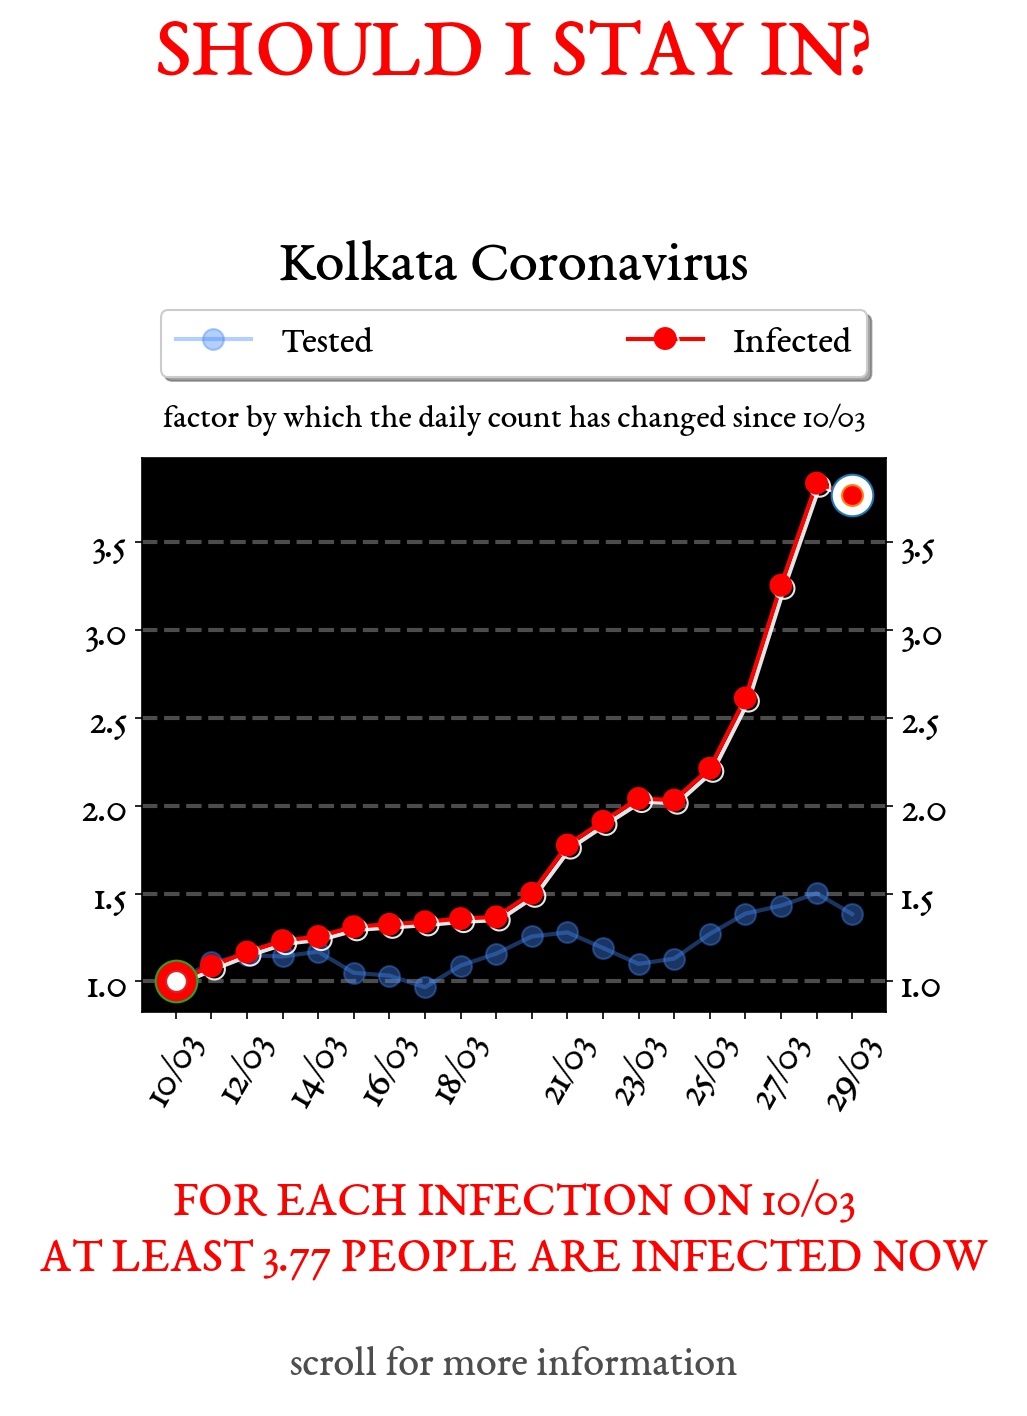 SHOULD I STAY IN?
Kolkata Coronavirus
Tested Infected
factor by which the daily count has changed since 10/03
3.5 3.5
3.0 3.0
2.5 2.5
2.0 2.0
1.5 1.5
1.0 1.0
10/03 12/03 14/03 16/03 18/03 21/03 23/03 25/03 27/03 29/03
FOR EACH INFECTION ON 10/03
AT LEAST 3.77 PEOPLE ARE INFECTED NOW
scroll for more information